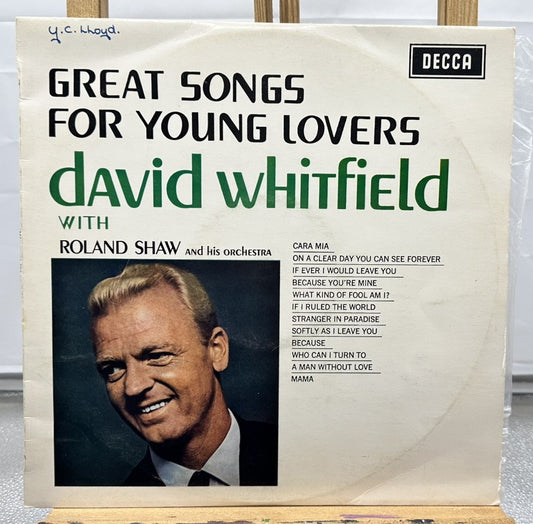 y.c. Lloyd.
DECCA
GREAT SONGS
FOR YOUNG LOVERS
david whitfield
WITH
ROLAND SHAW and his orchestra
CARA MIA
ON A CLEAR DAY YOU CAN SEE FOREVER
IF EVER I WOULD LEAVE YOU
BECAUSE YOU'RE MINE
WHAT KIND OF FOOL AM I?
IF I RULED THE WORLD
STRANGER IN PARADISE
SOFTLY AS I LEAVE YOU
BECAUSE
WHO CAN I TURN TO
A MAN WITHOUT LOVE
MAMA